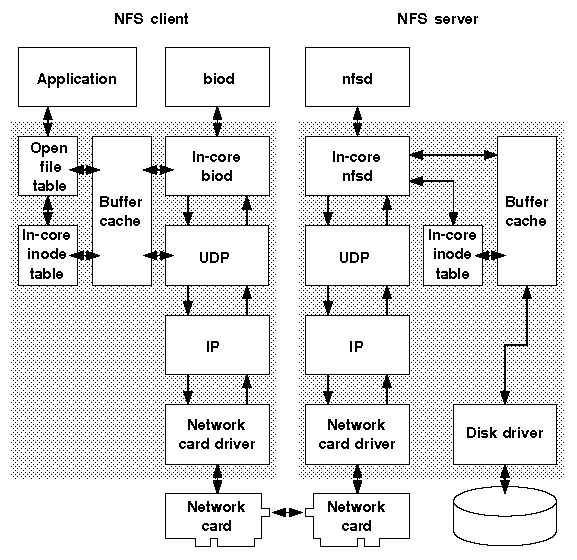 NFS client
NFS server
Application
biod
nfsd
Open
file
table
In-core
biod
In-core
nfsd
Buffer
cache
Buffer
cache
In-core
inode
table
UDP
UDP
In-core
inode
table
IP
IP
Network
card driver
Network
card driver
Disk driver
Network
card
Network
card